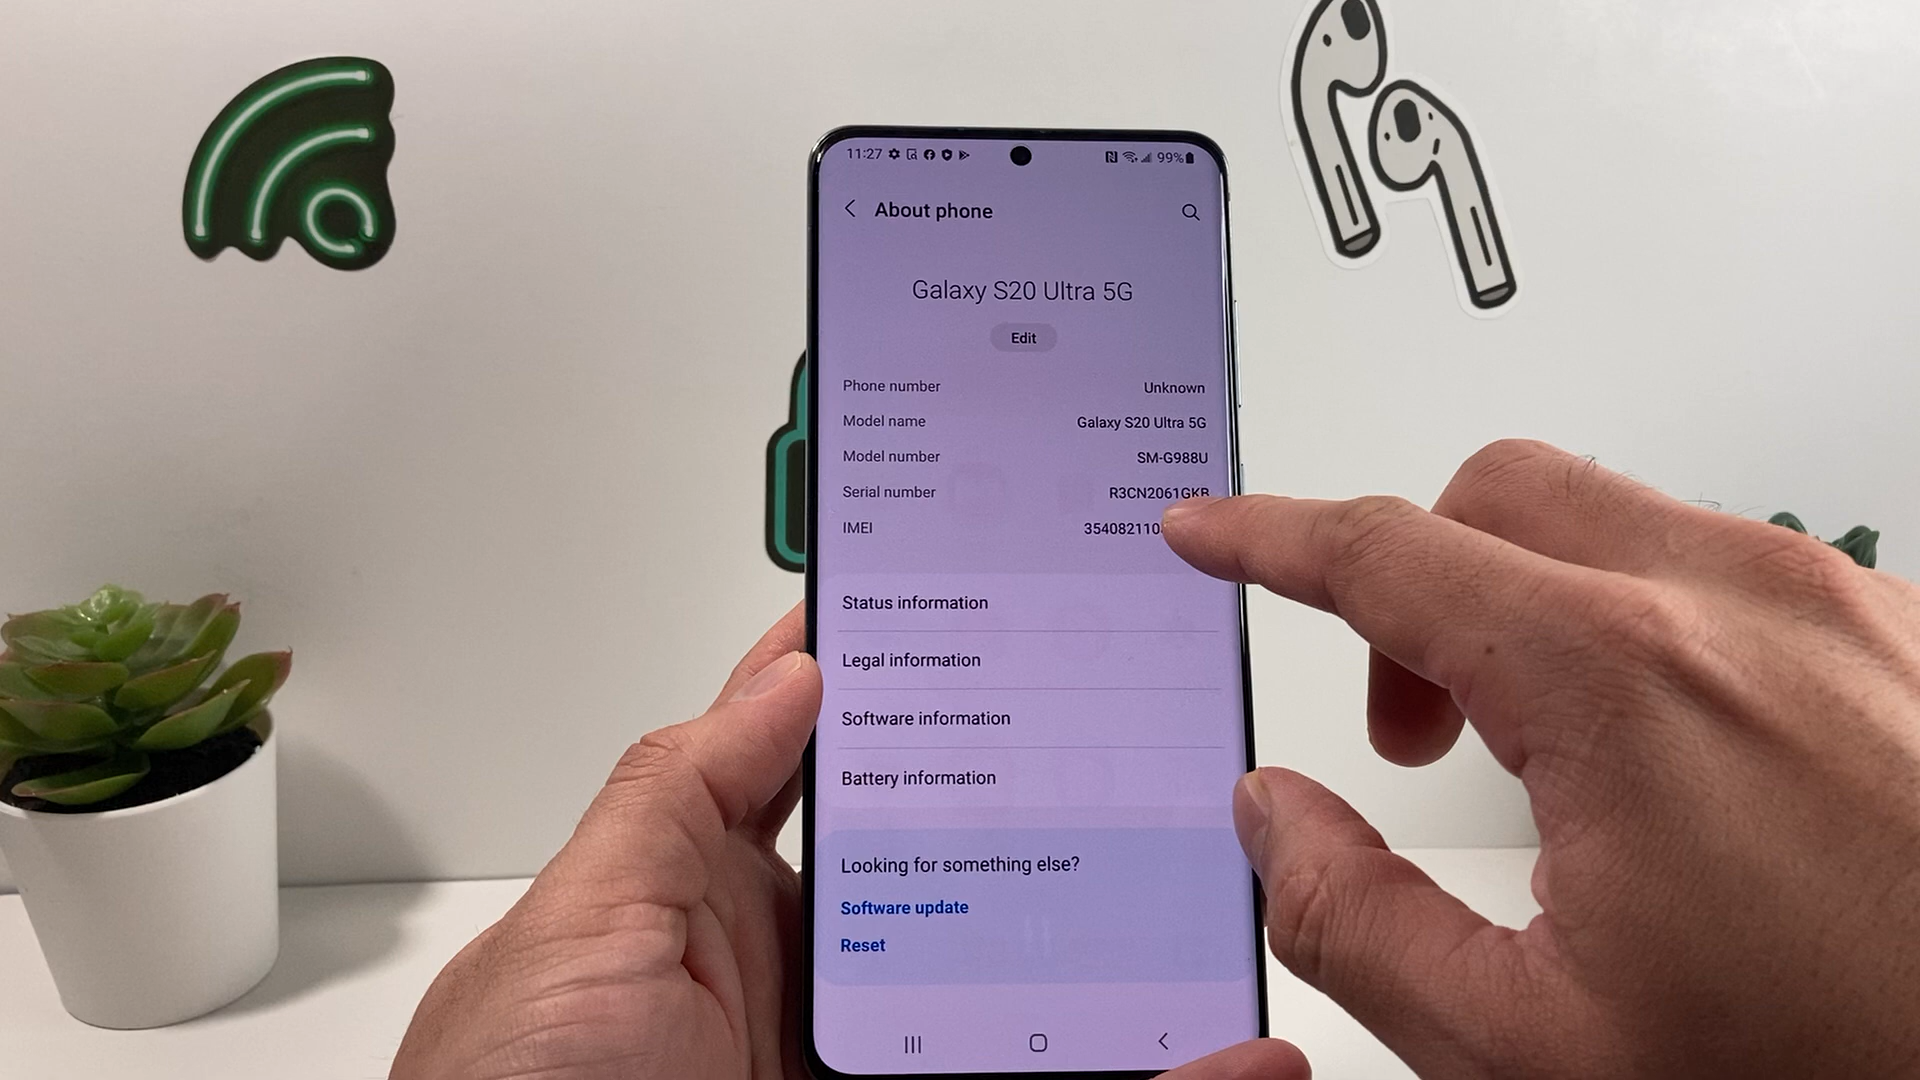 11:27 99%
About phone
Galaxy S20 Ultra 5G
Edit
Phone number Unknown
Model name Galaxy S20 Ultra 5G
Model number SM-G988U
Serial number R3CN2061GKB
IMEI 354082110
Status information
Legal information
Software information
Battery information
Looking for something else?
Software update
Reset